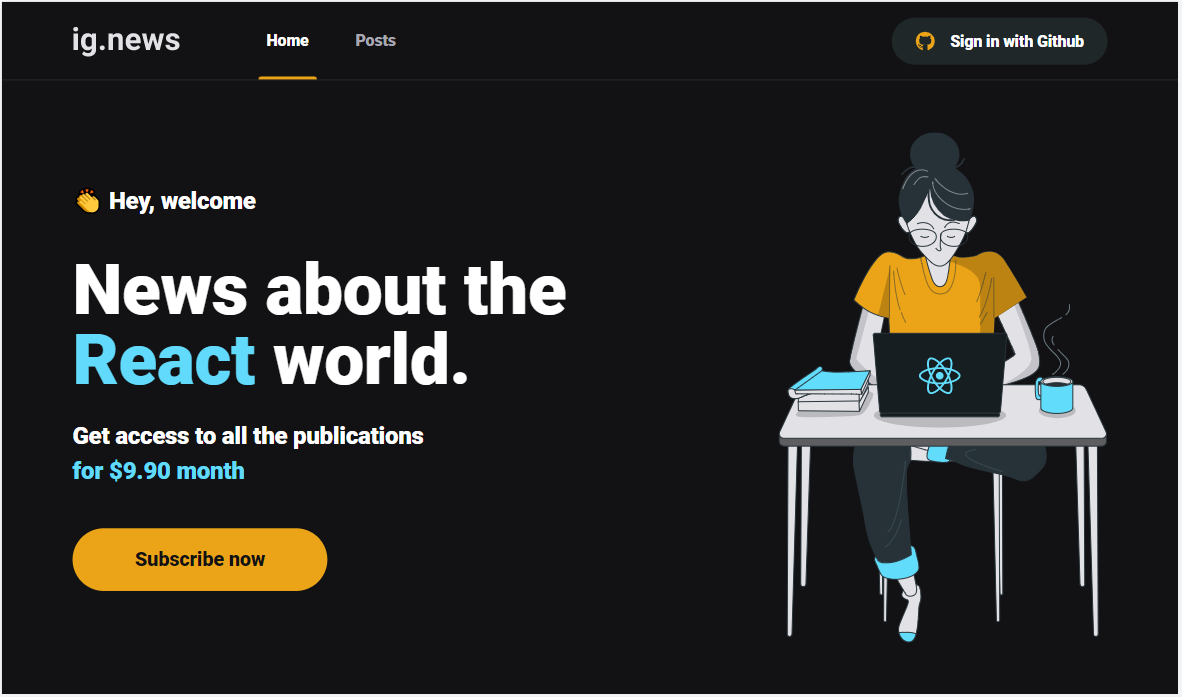 ig.news
Home
Posts
Sign in with Github
👏 Hey, welcome
News about the
React world.
Get access to all the publications
for $9.90 month
Subscribe now